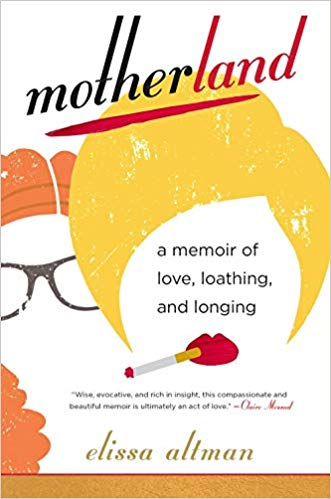 motherland
a memoir of
love, loathing,
and longing
"Wise, evocative, and rich in insight, this compassionate and
beautiful memoir is ultimately an act of love." —Claire Messud
elissa altman